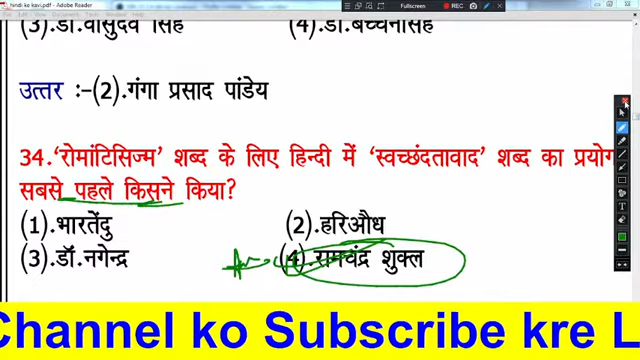 hindi ke kavi.pdf - Adobe Reader
Fullscreen
(3).डॉ.वासुदेव सिंह (4).डॉ.बच्चनसिंह
उत्तर :-(2).गंगा प्रसाद पांडेय
34.'रोमांटिसिज्म' शब्द के लिए हिन्दी में 'स्वच्छंदतावाद' शब्द का प्रयोग
सबसे पहले किसने किया?
(1).भारतेंदु (2).हरिऔध
(3).डॉ.नगेन्द्र (4).रामचंद्र शुक्ल
Channel ko Subscribe kre L